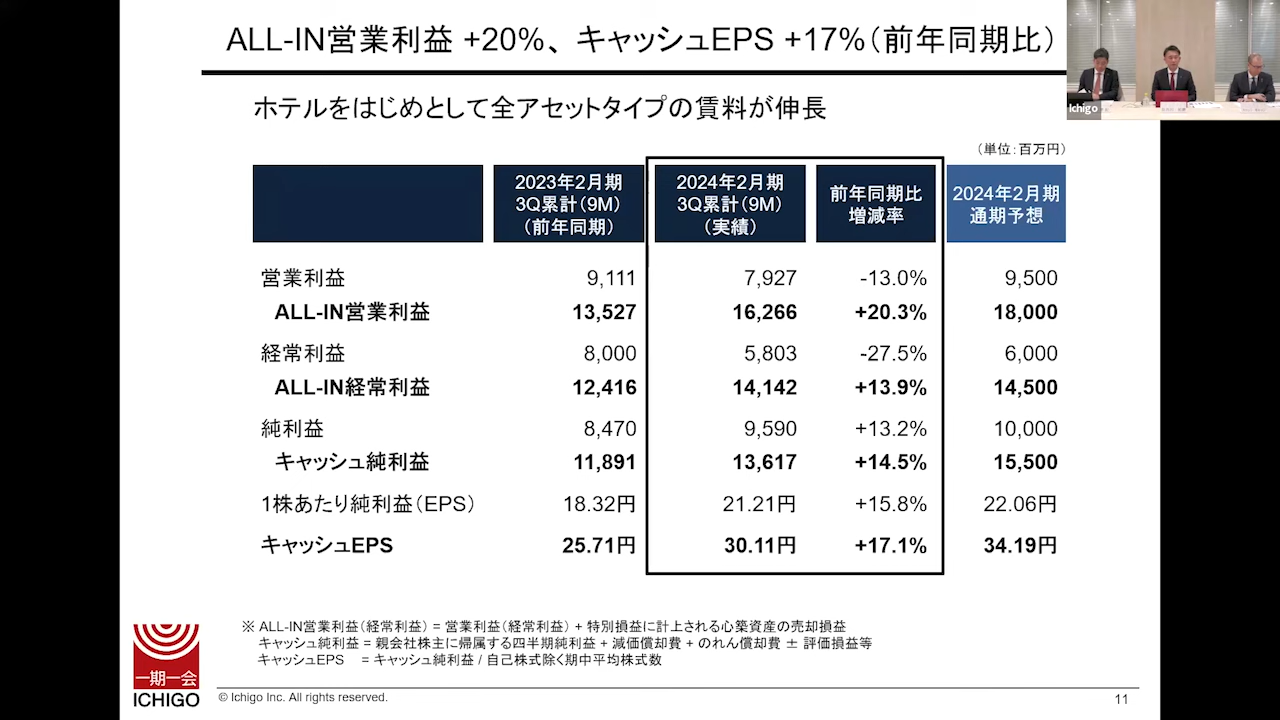 ALL-IN営業利益 +20%、キャッシュEPS +17%（前年同期比）
Ichigo
ホテルをはじめとして全アセットタイプの賃料が伸長
（単位：百万円）
2023年2月期 3Q累計（9M）（前年同期） 2024年2月期 3Q累計（9M）（実績） 前年同期比 増減率 2024年2月期 通期予想
営業利益 9,111 7,927 -13.0% 9,500
ALL-IN営業利益 13,527 16,266 +20.3% 18,000
経常利益 8,000 5,803 -27.5% 6,000
ALL-IN経常利益 12,416 14,142 +13.9% 14,500
純利益 8,470 9,590 +13.2% 10,000
キャッシュ純利益 11,891 13,617 +14.5% 15,500
1株あたり純利益（EPS） 18.32円 21.21円 +15.8% 22.06円
キャッシュEPS 25.71円 30.11円 +17.1% 34.19円
※ ALL-IN営業利益（経常利益）= 営業利益（経常利益）+ 特別損益に計上される心築資産の売却損益
キャッシュ純利益 = 親会社株主に帰属する四半期純利益 + 減価償却費 + のれん償却費 ± 評価損益等
キャッシュEPS = キャッシュ純利益 / 自己株式除く期中平均株式数
一期一会
ICHIGO
© Ichigo Inc. All rights reserved.
11